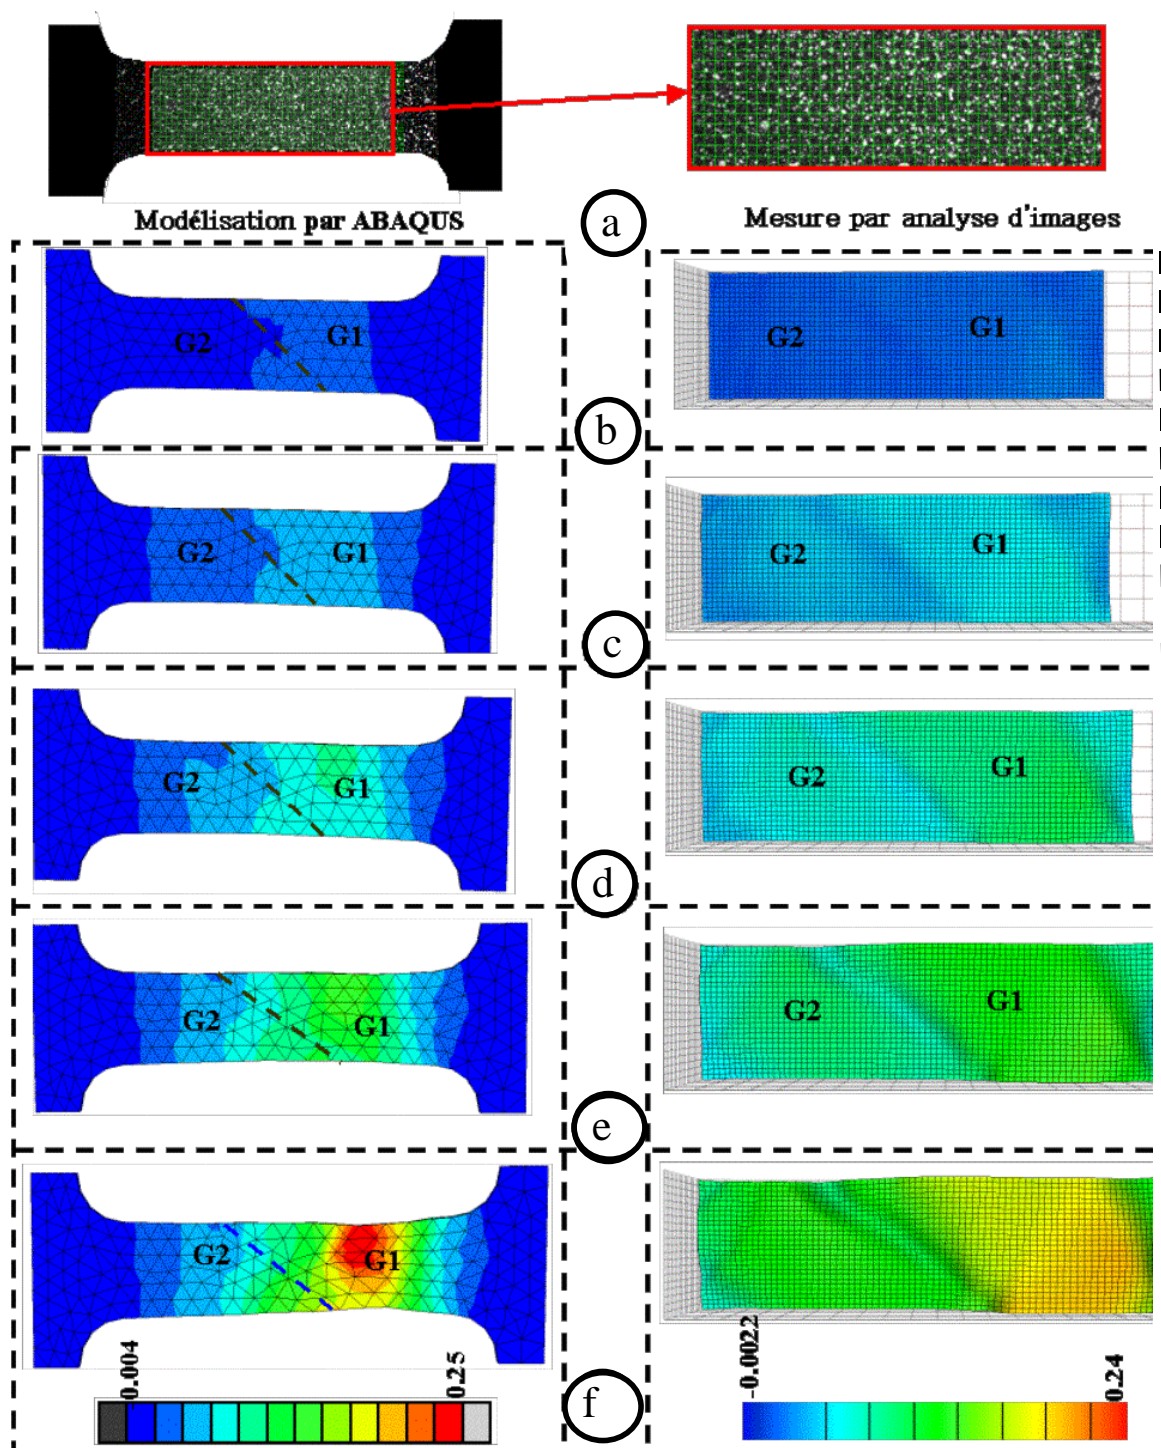 Modélisation par ABAQUS
a
Mesure par analyse d'images
G2 G1
G2 G1
b
G2 G1
G2 G1
c
G2 G1
G2 G1
d
G2 G1
G2 G1
e
G2 G1
f
0.004
0.25
-0.0022
0.24